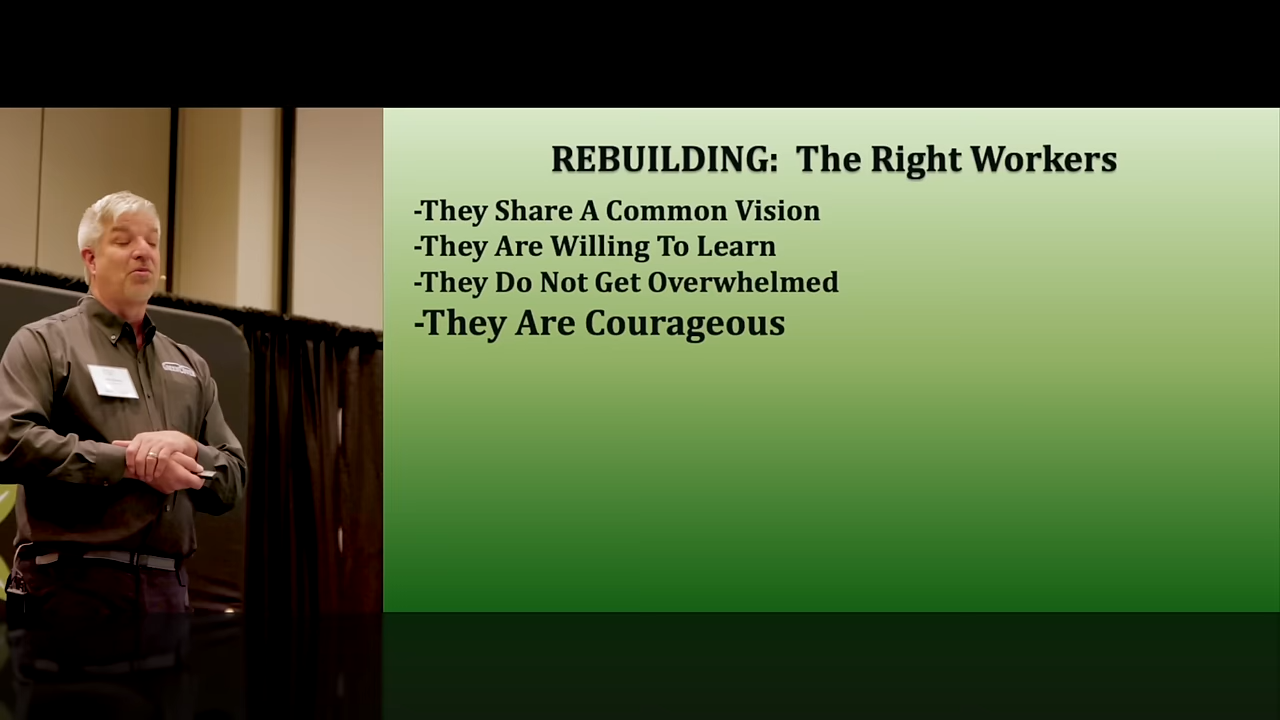 REBUILDING: The Right Workers
-They Share A Common Vision
-They Are Willing To Learn
-They Do Not Get Overwhelmed
-They Are Courageous